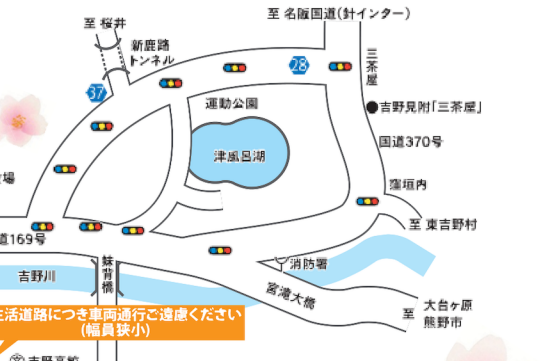 至 名阪国道(針インター)
至 桜井
新鹿路
トンネル
37
28
三茶屋
運動公園
吉野見附「三茶屋」
国道370号
津風呂湖
窪垣内
場
至 東吉野村
道169号
妹背橋
消防署
吉野川
宮滝大橋
大台ヶ原
至
熊野市
生活道路につき車両通行ご遠慮ください
(幅員狭小)
吉野高校